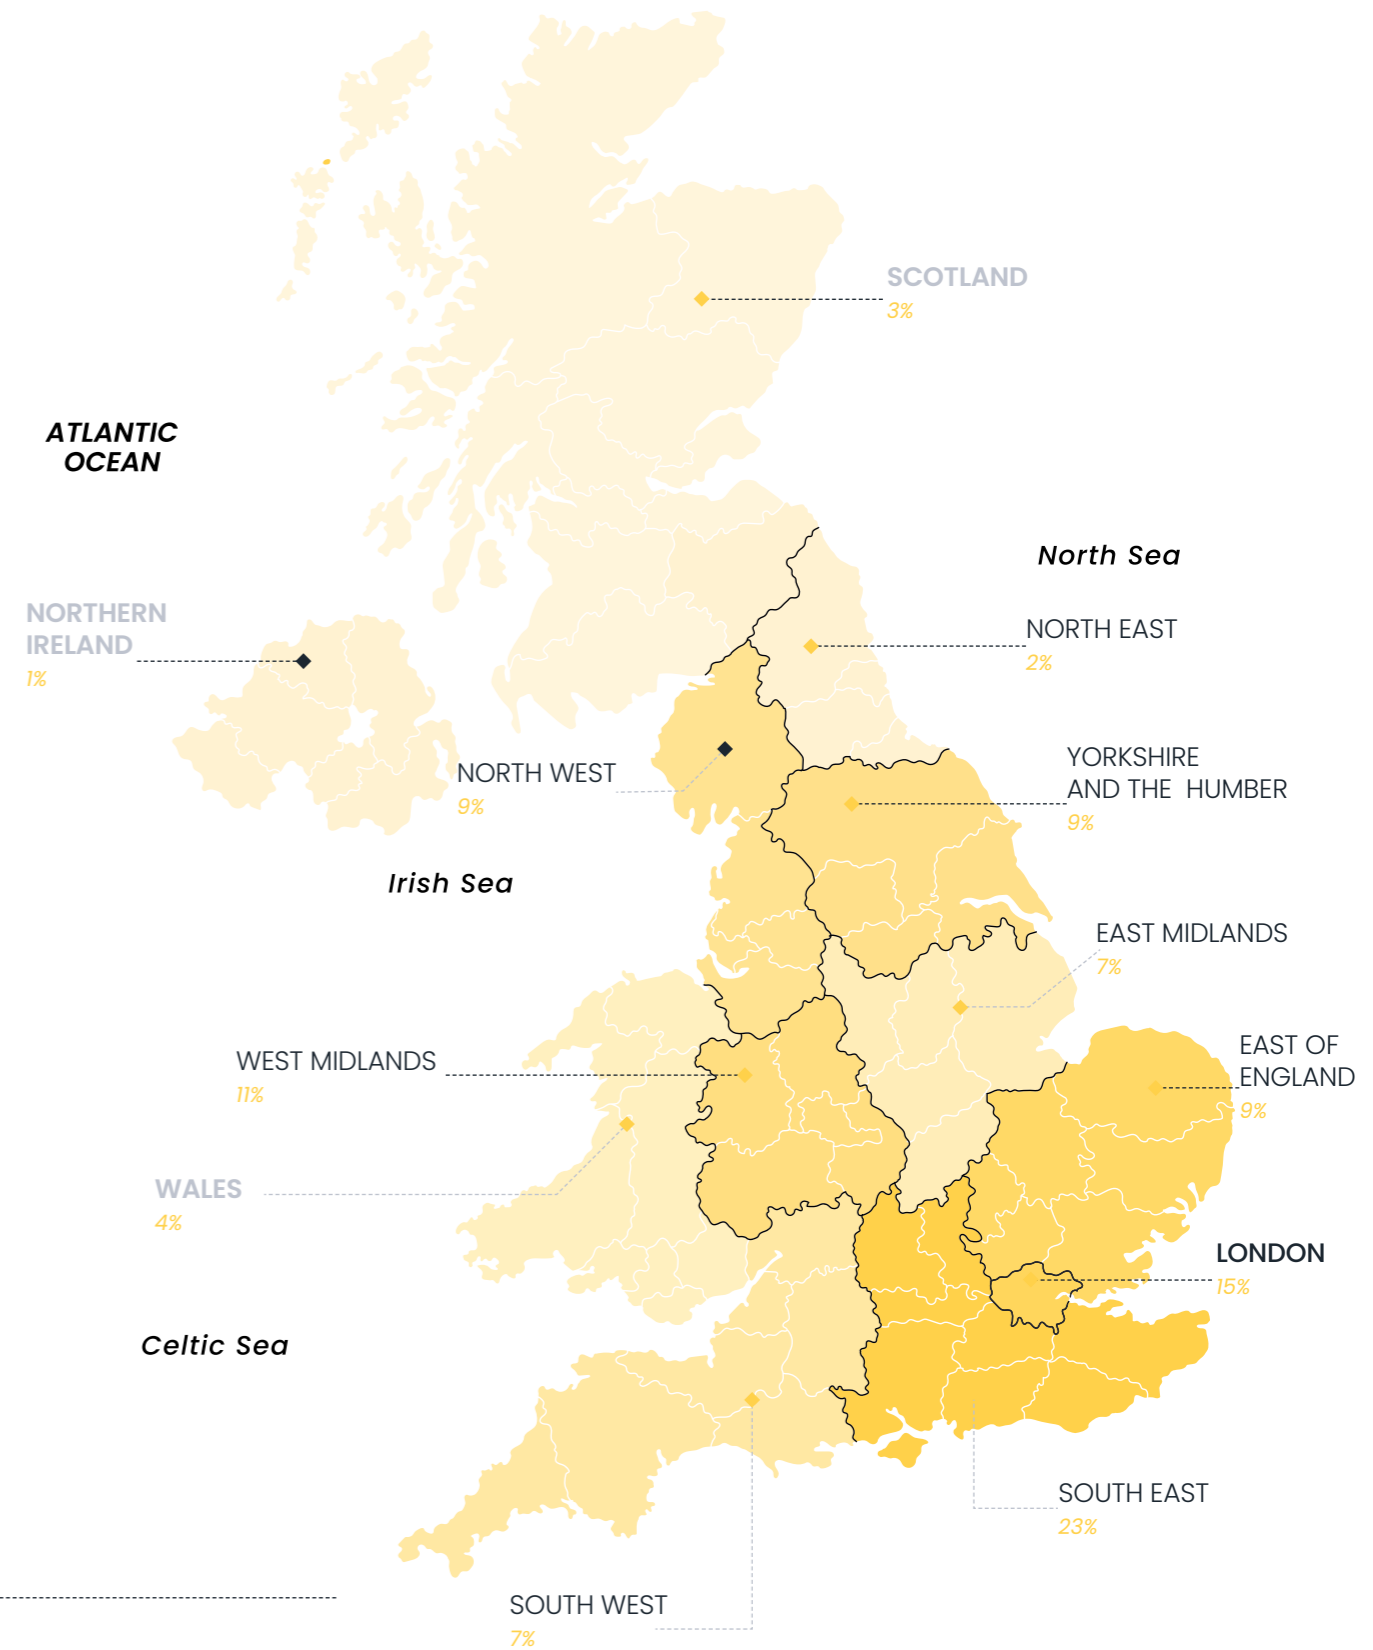 SCOTLAND
3%
ATLANTIC
OCEAN
North Sea
NORTHERN
IRELAND
1%
NORTH EAST
2%
NORTH WEST
9%
YORKSHIRE
AND THE HUMBER
9%
Irish Sea
EAST MIDLANDS
7%
WEST MIDLANDS
11%
EAST OF
ENGLAND
9%
WALES
4%
LONDON
15%
Celtic Sea
SOUTH EAST
23%
SOUTH WEST
7%